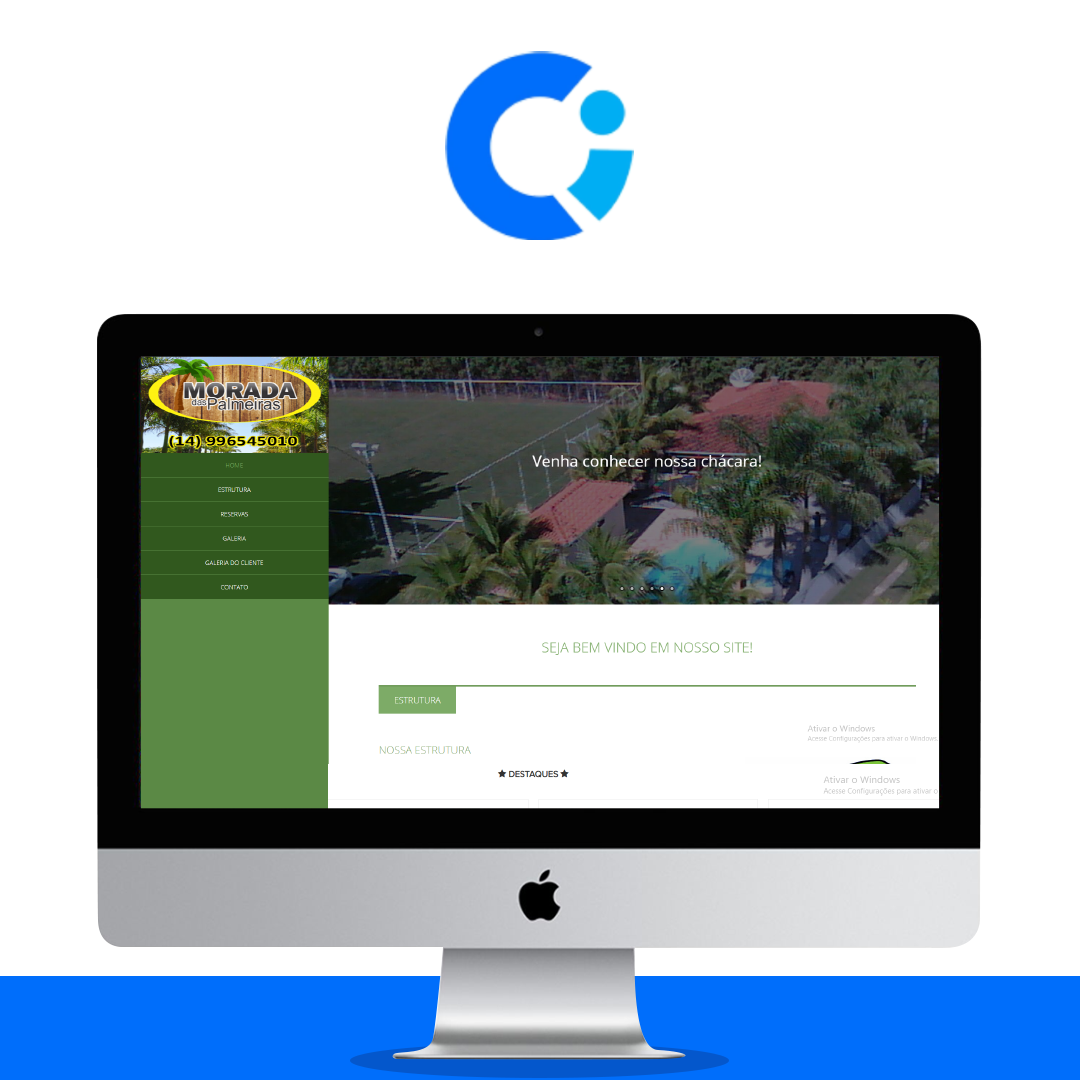 MORADA
das Palmeiras
(14) 996545010
HOME
ESTRUTURA
RESERVAS
GALERIA
GALERIA DO CLIENTE
CONTATO
Venha conhecer nossa chácara!
SEJA BEM VINDO EM NOSSO SITE!
ESTRUTURA
NOSSA ESTRUTURA
Ativar o Windows
Acesse Configurações para ativar o Windows.
★ DESTAQUES ★
Ativar o Windows
Acesse Configurações para ativar o